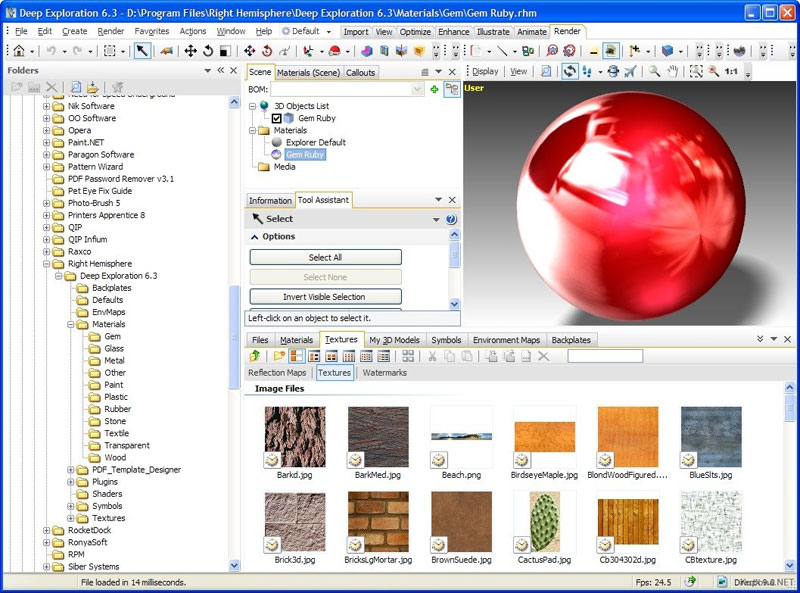 Deep Exploration 6.3 - D:\Program Files\Right Hemisphere\Deep Exploration 6.3\Materials\Gem\Gem Ruby.rhm
File Edit Create Render Favorites Actions Window Help Default Import View Optimize Enhance Illustrate Animate Render
Folders
Need for Speed Underground
Nik Software
OO Software
Opera
Paint.NET
Paragon Software
Pattern Wizard
PDF Password Remover v3.1
Pet Eye Fix Guide
Photo-Brush 5
Printers Apprentice 8
QIP
QIP Infium
Raxco
Right Hemisphere
Deep Exploration 6.3
Backplates
Defaults
EnvMaps
Materials
Gem
Glass
Metal
Other
Paint
Plastic
Rubber
Stone
Textile
Transparent
Wood
PDF_Template_Designer
Plugins
Shaders
Symbols
Textures
RocketDock
RonyaSoft
RPM
Siber Systems
Scene Materials (Scene) Callouts
BOM:
3D Objects List
Gem Ruby
Materials
Explorer Default
Gem Ruby
Media
Information Tool Assistant
Select
Options
Select All
Select None
Invert Visible Selection
Left-click on an object to select it.
Display View 1:1
User
Files Materials Textures My 3D Models Symbols Environment Maps Backplates
Reflection Maps Textures Watermarks
Image Files
Barkd.jpg BarkMed.jpg Beach.png BirdseyeMaple.jpg BlondWoodFigured.... BlueSlts.jpg
Brick3d.jpg BricksLgMortar.jpg BrownSuede.jpg CactusPad.jpg Cb304302d.jpg CBtexture.jpg
File loaded in 14 milliseconds.
Fps: 24.5